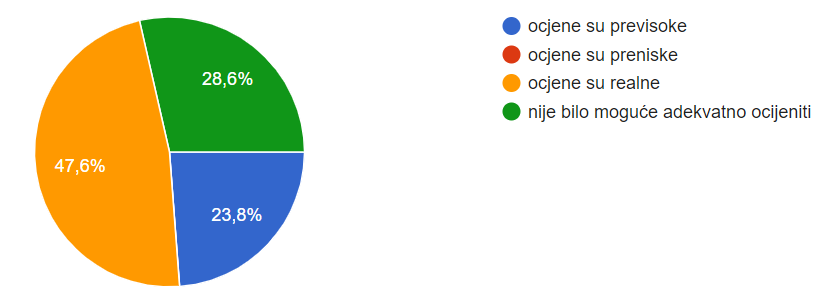 ocjene su previsoke
ocjene su preniske
ocjene su realne
nije bilo moguće adekvatno ocijeniti
28,6%
47,6%
23,8%